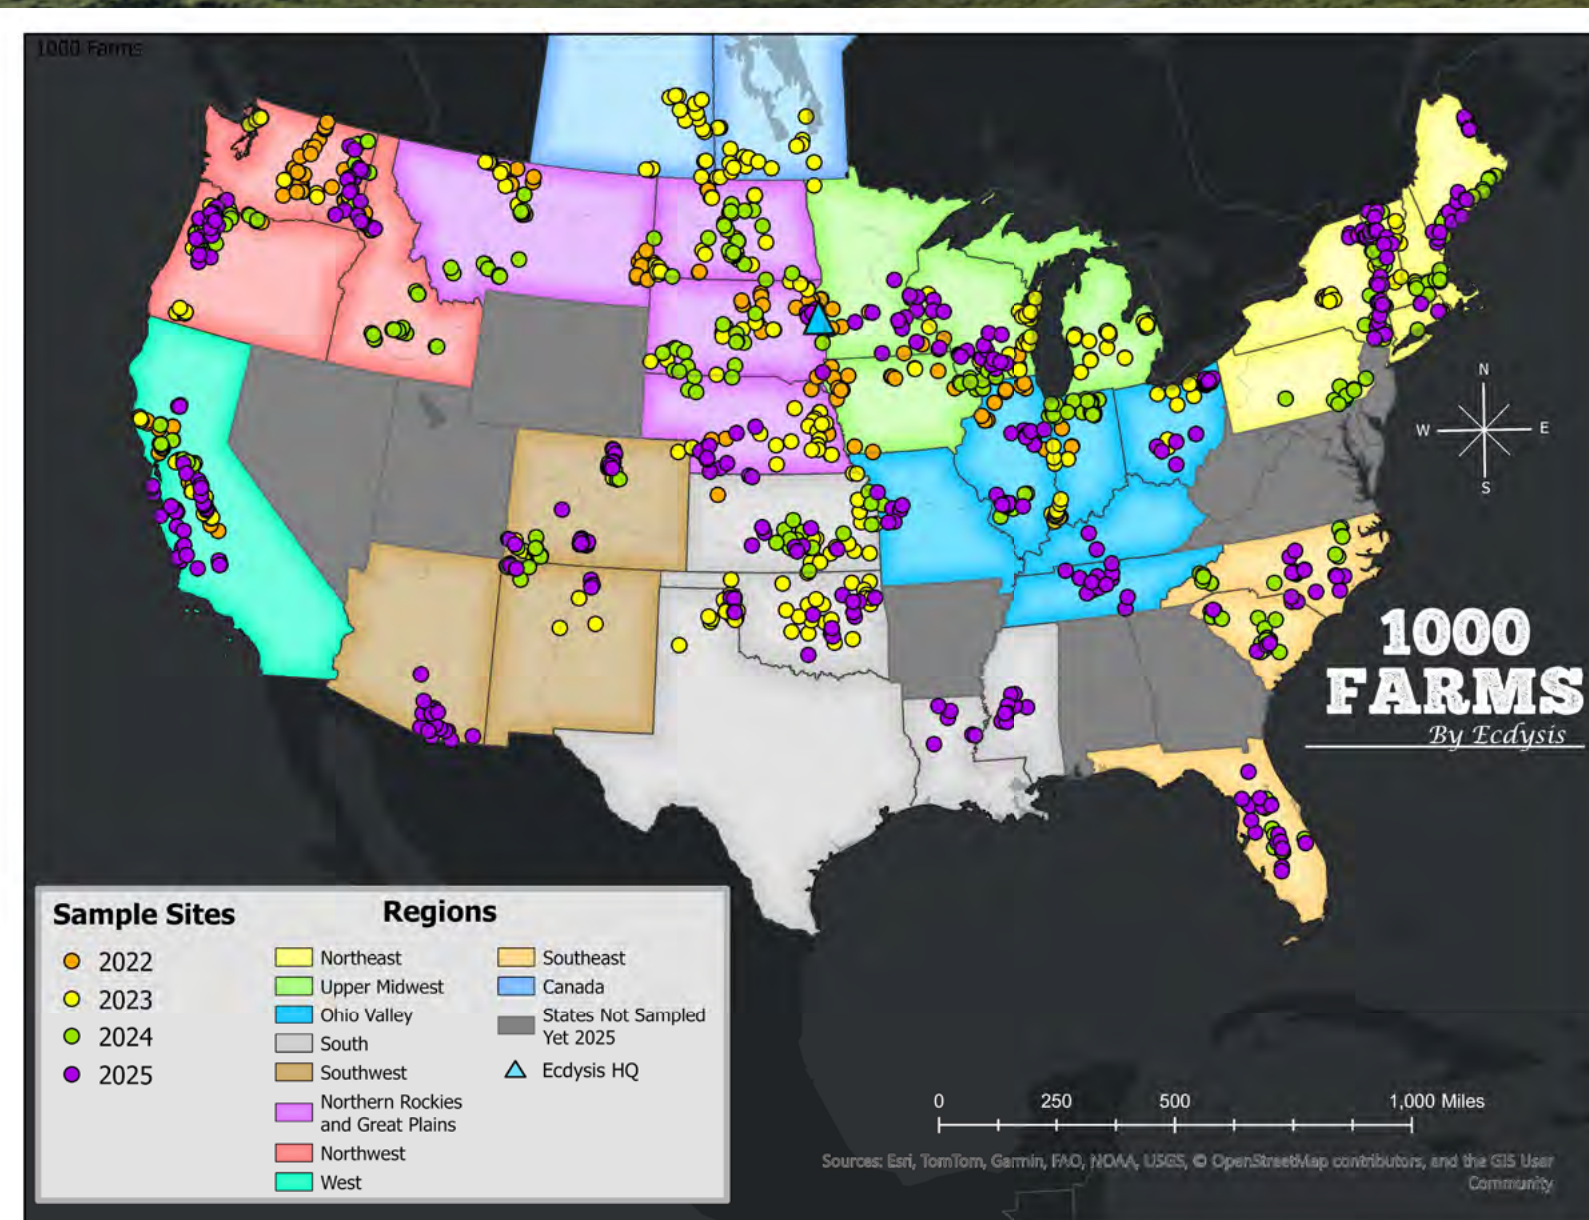 1000 Farms
N
W
E
S
1000
FARMS
By Ecdysis
Sample Sites
2022
2023
2024
2025
Regions
Northeast
Upper Midwest
Ohio Valley
South
Southwest
Northern Rockies
and Great Plains
Northwest
West
Southeast
Canada
States Not Sampled
Yet 2025
Ecdysis HQ
0 250 500 1,000 Miles
Sources: Esri, TomTom, Garmin, FAO, NOAA, USGS, © OpenStreetMap contributors, and the GIS User
Community